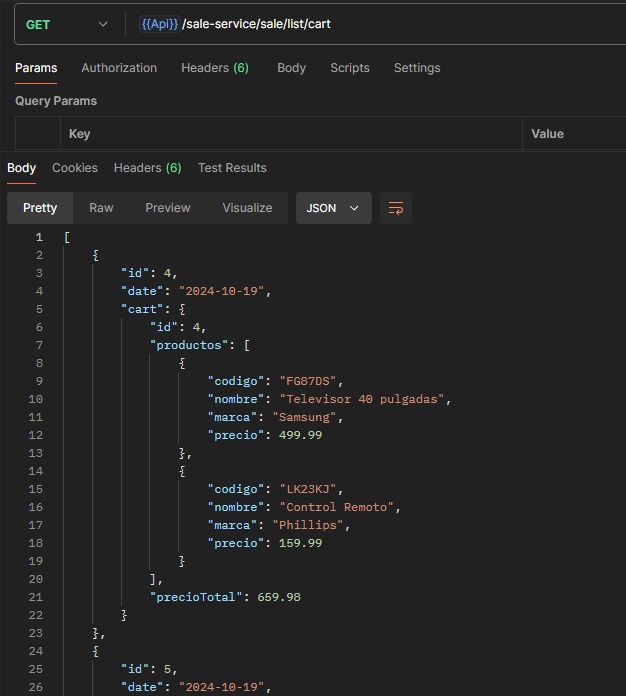 GET {{Api}} /sale-service/sale/list/cart
Params Authorization Headers (6) Body Scripts Settings
Query Params
Key Value
Body Cookies Headers (6) Test Results
Pretty Raw Preview Visualize JSON
1 [
2 {
3 "id": 4,
4 "date": "2024-10-19",
5 "cart": {
6 "id": 4,
7 "productos": [
8 {
9 "codigo": "FG87DS",
10 "nombre": "Televisor 40 pulgadas",
11 "marca": "Samsung",
12 "precio": 499.99
13 },
14 {
15 "codigo": "LK23KJ",
16 "nombre": "Control Remoto",
17 "marca": "Phillips",
18 "precio": 159.99
19 }
20 ],
21 "precioTotal": 659.98
22 }
23 },
24 {
25 "id": 5,
26 "date": "2024-10-19",